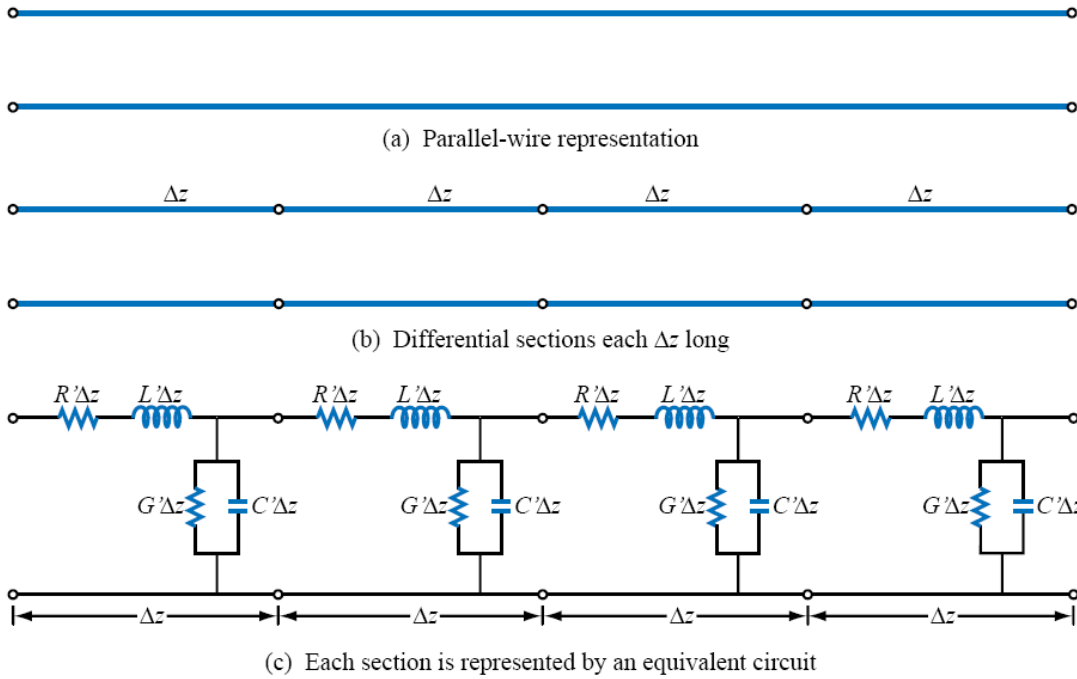 (a) Parallel-wire representation
Δz Δz Δz Δz
(b) Differential sections each Δz long
R'Δz L'Δz R'Δz L'Δz R'Δz L'Δz R'Δz L'Δz
G'Δz C'Δz G'Δz C'Δz G'Δz C'Δz G'Δz C'Δz
Δz Δz Δz Δz
(c) Each section is represented by an equivalent circuit